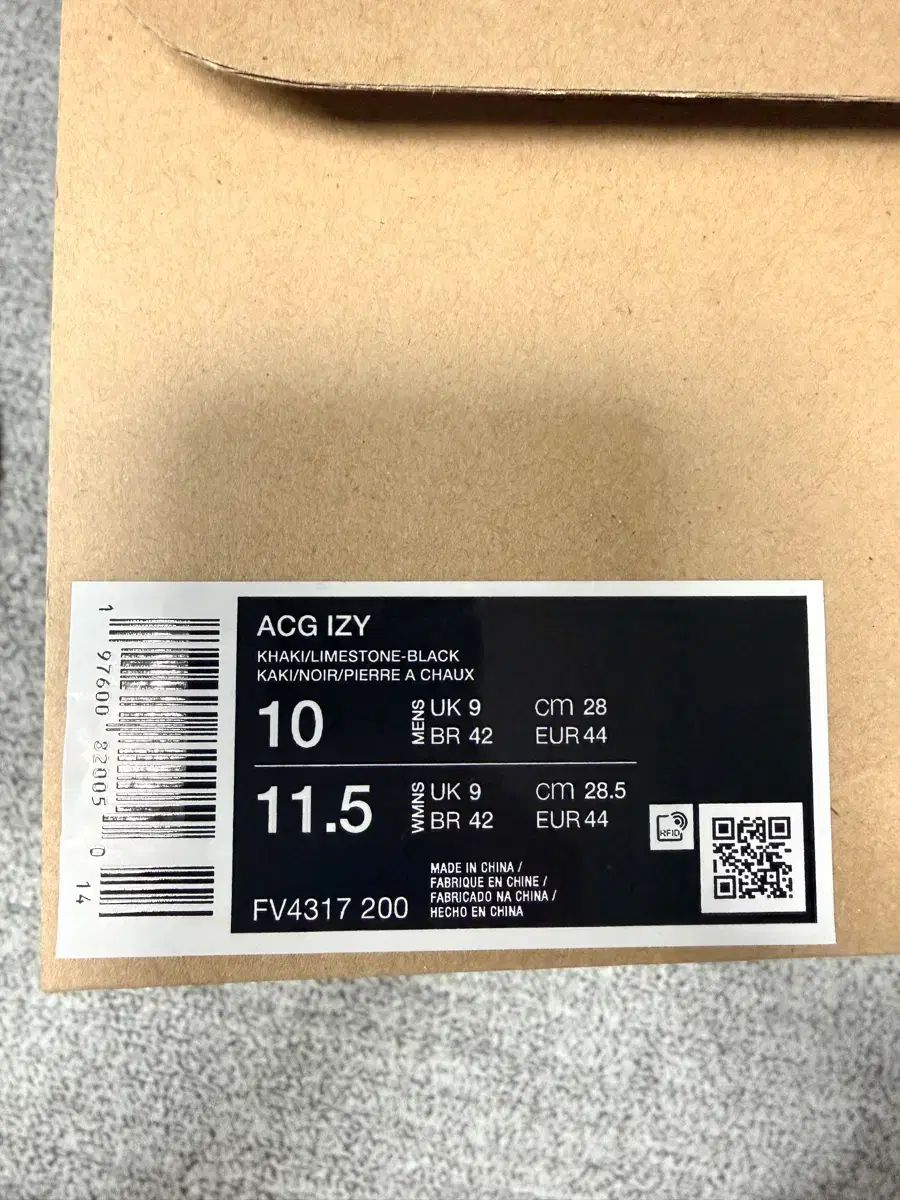 ACG IZY
KHAKI/LIMESTONE-BLACK
KAKI/NOIR/PIERRE A CHAUX
10
MENS
UK 9
cm 28
BR 42
EUR 44
11.5
WMNS
UK 9
cm 28.5
BR 42
EUR 44
RFID
FV4317 200
MADE IN CHINA /
FABRIQUE EN CHINE /
FABRICADO NA CHINA /
HECHO EN CHINA
1 97600 82005 0 14